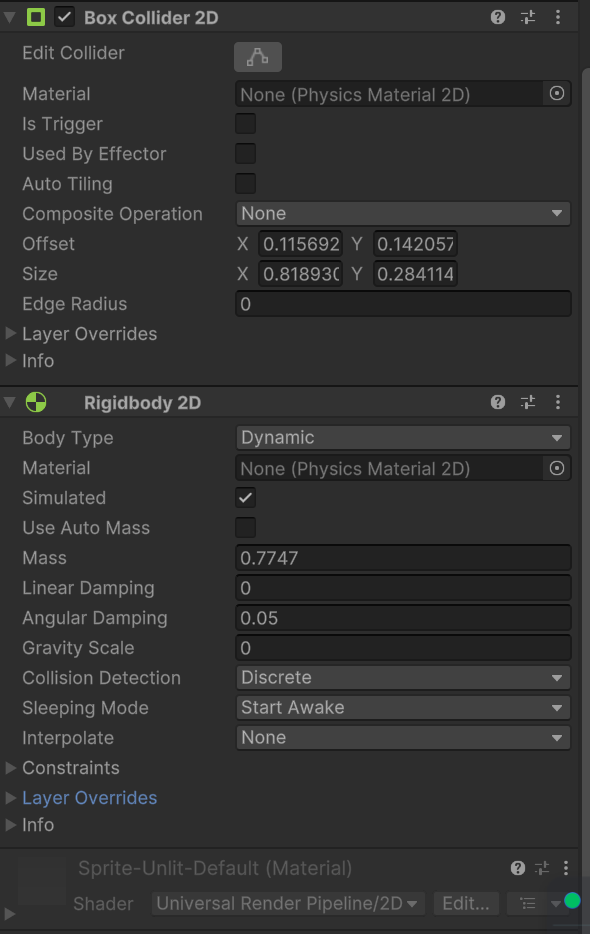 Box Collider 2D
Edit Collider
Material None (Physics Material 2D)
Is Trigger
Used By Effector
Auto Tiling
Composite Operation None
Offset X 0.115692 Y 0.142057
Size X 0.818930 Y 0.284114
Edge Radius 0
Layer Overrides
Info
Rigidbody 2D
Body Type Dynamic
Material None (Physics Material 2D)
Simulated
Use Auto Mass
Mass 0.7747
Linear Damping 0
Angular Damping 0.05
Gravity Scale 0
Collision Detection Discrete
Sleeping Mode Start Awake
Interpolate None
Constraints
Layer Overrides
Info
Sprite-Unlit-Default (Material)
Shader Universal Render Pipeline/2D Edit...